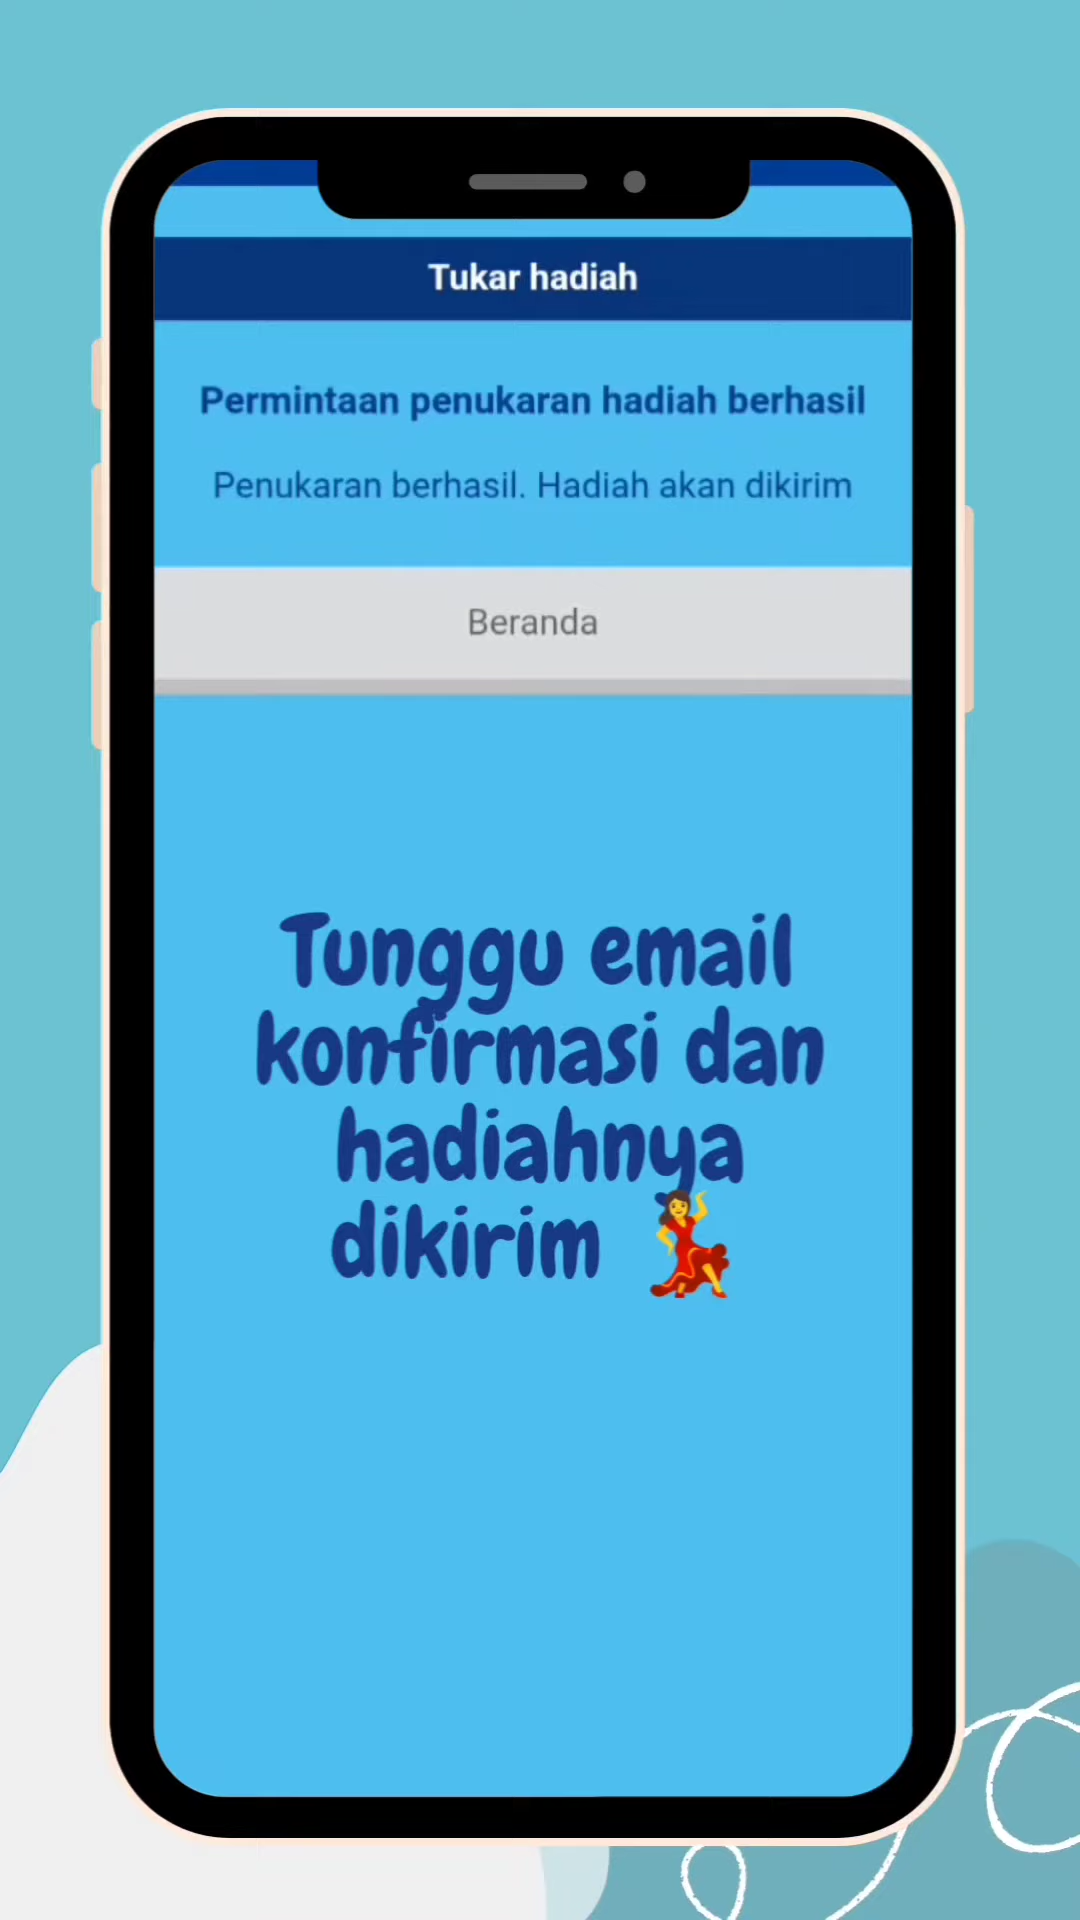 Tukar hadiah
Permintaan penukaran hadiah berhasil
Penukaran berhasil. Hadiah akan dikirim
Beranda
Tunggu email
konfirmasi dan
hadiahnya
dikirim 💃